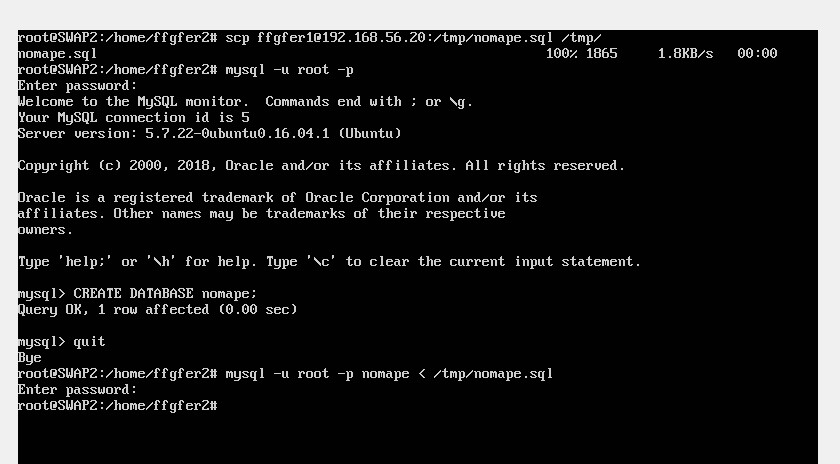 root@SWAP2:/home/ffgfer2# scp ffgfer1@192.168.56.20:/tmp/nomape.sql /tmp/
nomape.sql 100% 1865 1.8KB/s 00:00
root@SWAP2:/home/ffgfer2# mysql -u root -p
Enter password:
Welcome to the MySQL monitor.  Commands end with ; or \g.
Your MySQL connection id is 5
Server version: 5.7.22-0ubuntu0.16.04.1 (Ubuntu)
Copyright (c) 2000, 2018, Oracle and/or its affiliates. All rights reserved.
Oracle is a registered trademark of Oracle Corporation and/or its
affiliates. Other names may be trademarks of their respective
owners.
Type 'help;' or '\h' for help. Type '\c' to clear the current input statement.
mysql> CREATE DATABASE nomape;
Query OK, 1 row affected (0.00 sec)
mysql> quit
Bye
root@SWAP2:/home/ffgfer2# mysql -u root -p nomape < /tmp/nomape.sql
Enter password:
root@SWAP2:/home/ffgfer2#